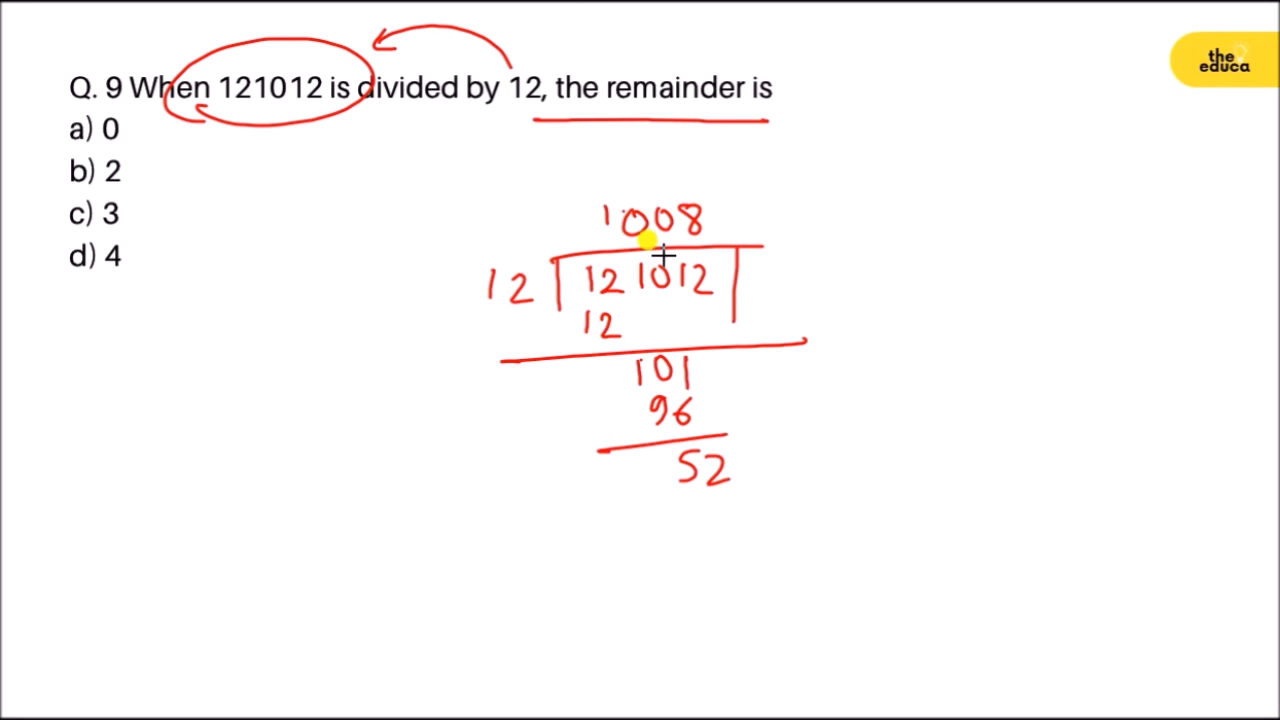 the
educa
Q. 9 When 121012 is divided by 12, the remainder is
a) 0
b) 2
c) 3
d) 4
1008
12 121012
12
101
96
52